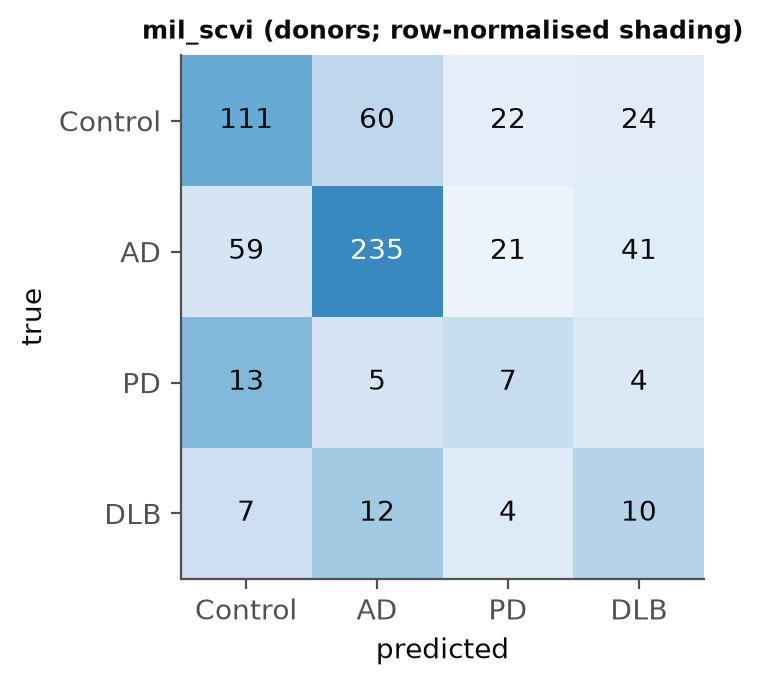 mil_scvi (donors; row-normalised shading)
Control 111 60 22 24
AD 59 235 21 41
true
PD 13 5 7 4
DLB 7 12 4 10
Control AD PD DLB
predicted